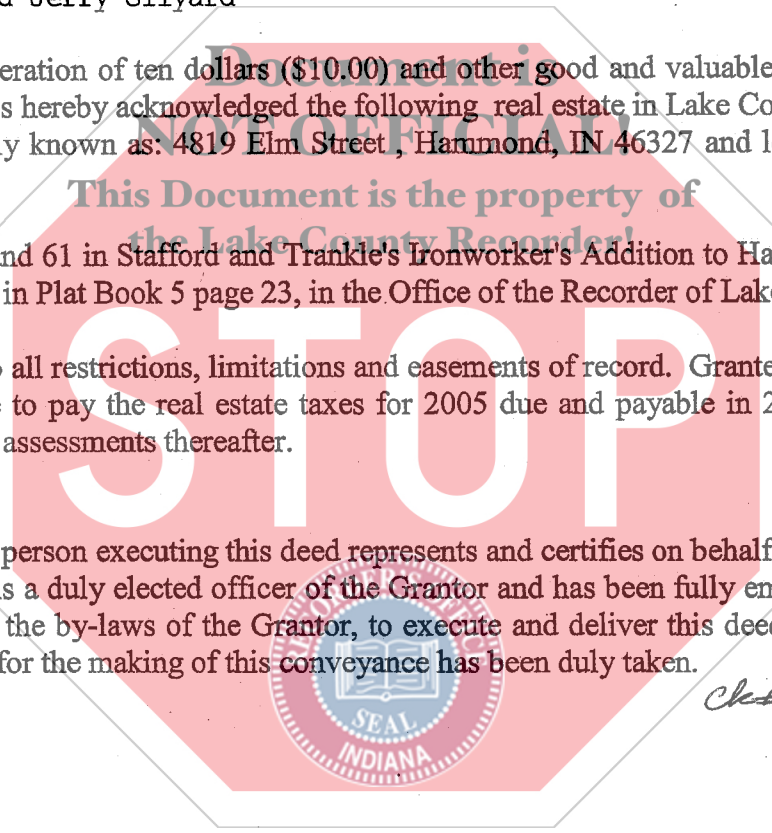 d Jerry Gilyard
eration of ten dollars ($10.00) and other good and valuable
s hereby acknowledged the following real estate in Lake Co
y known as: 4819 Elm Street , Hammond, IN 46327 and l
Document is
NOT OFFICIAL!
This Document is the property of
the Lake County Recorder!
nd 61 in Stafford and Trankle's Ironworker's Addition to Ha
in Plat Book 5 page 23, in the Office of the Recorder of Lak
STOP
all restrictions, limitations and easements of record. Grante
to pay the real estate taxes for 2005 due and payable in 2
assessments thereafter.
person executing this deed represents and certifies on behalf
s a duly elected officer of the Grantor and has been fully em
the by-laws of the Grantor, to execute and deliver this deed
for the making of this conveyance has been duly taken.
RECORDER'S OFFICE
SEAL
INDIANA